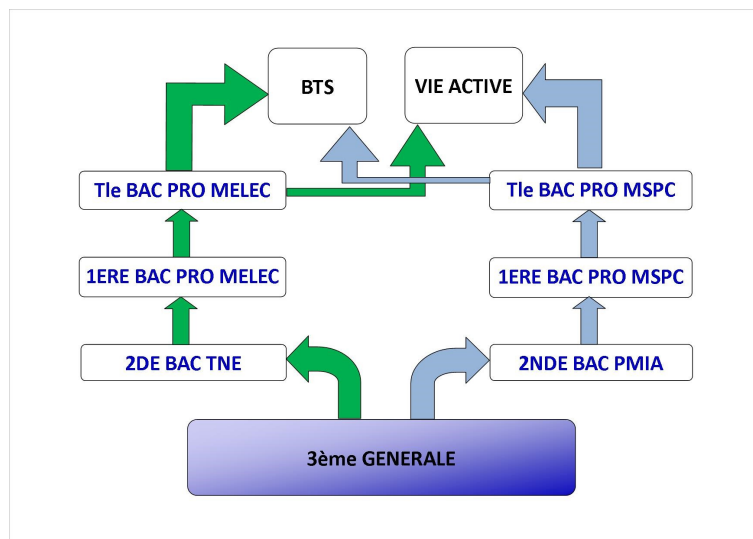 BTS
VIE ACTIVE
Tle BAC PRO MELEC
Tle BAC PRO MSPC
1ERE BAC PRO MELEC
1ERE BAC PRO MSPC
2DE BAC TNE
2NDE BAC PMIA
3ème GENERALE